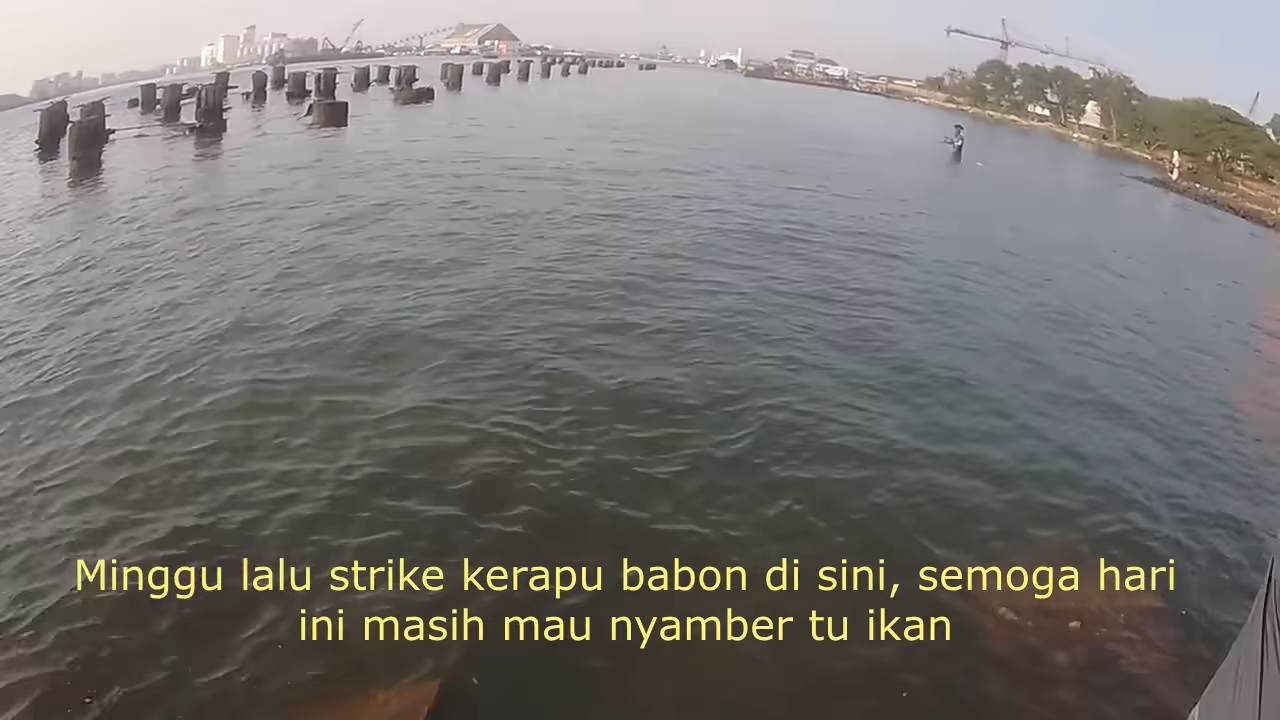 Minggu lalu strike kerapu babon di sini, semoga hari
ini masih mau nyamber tu ikan